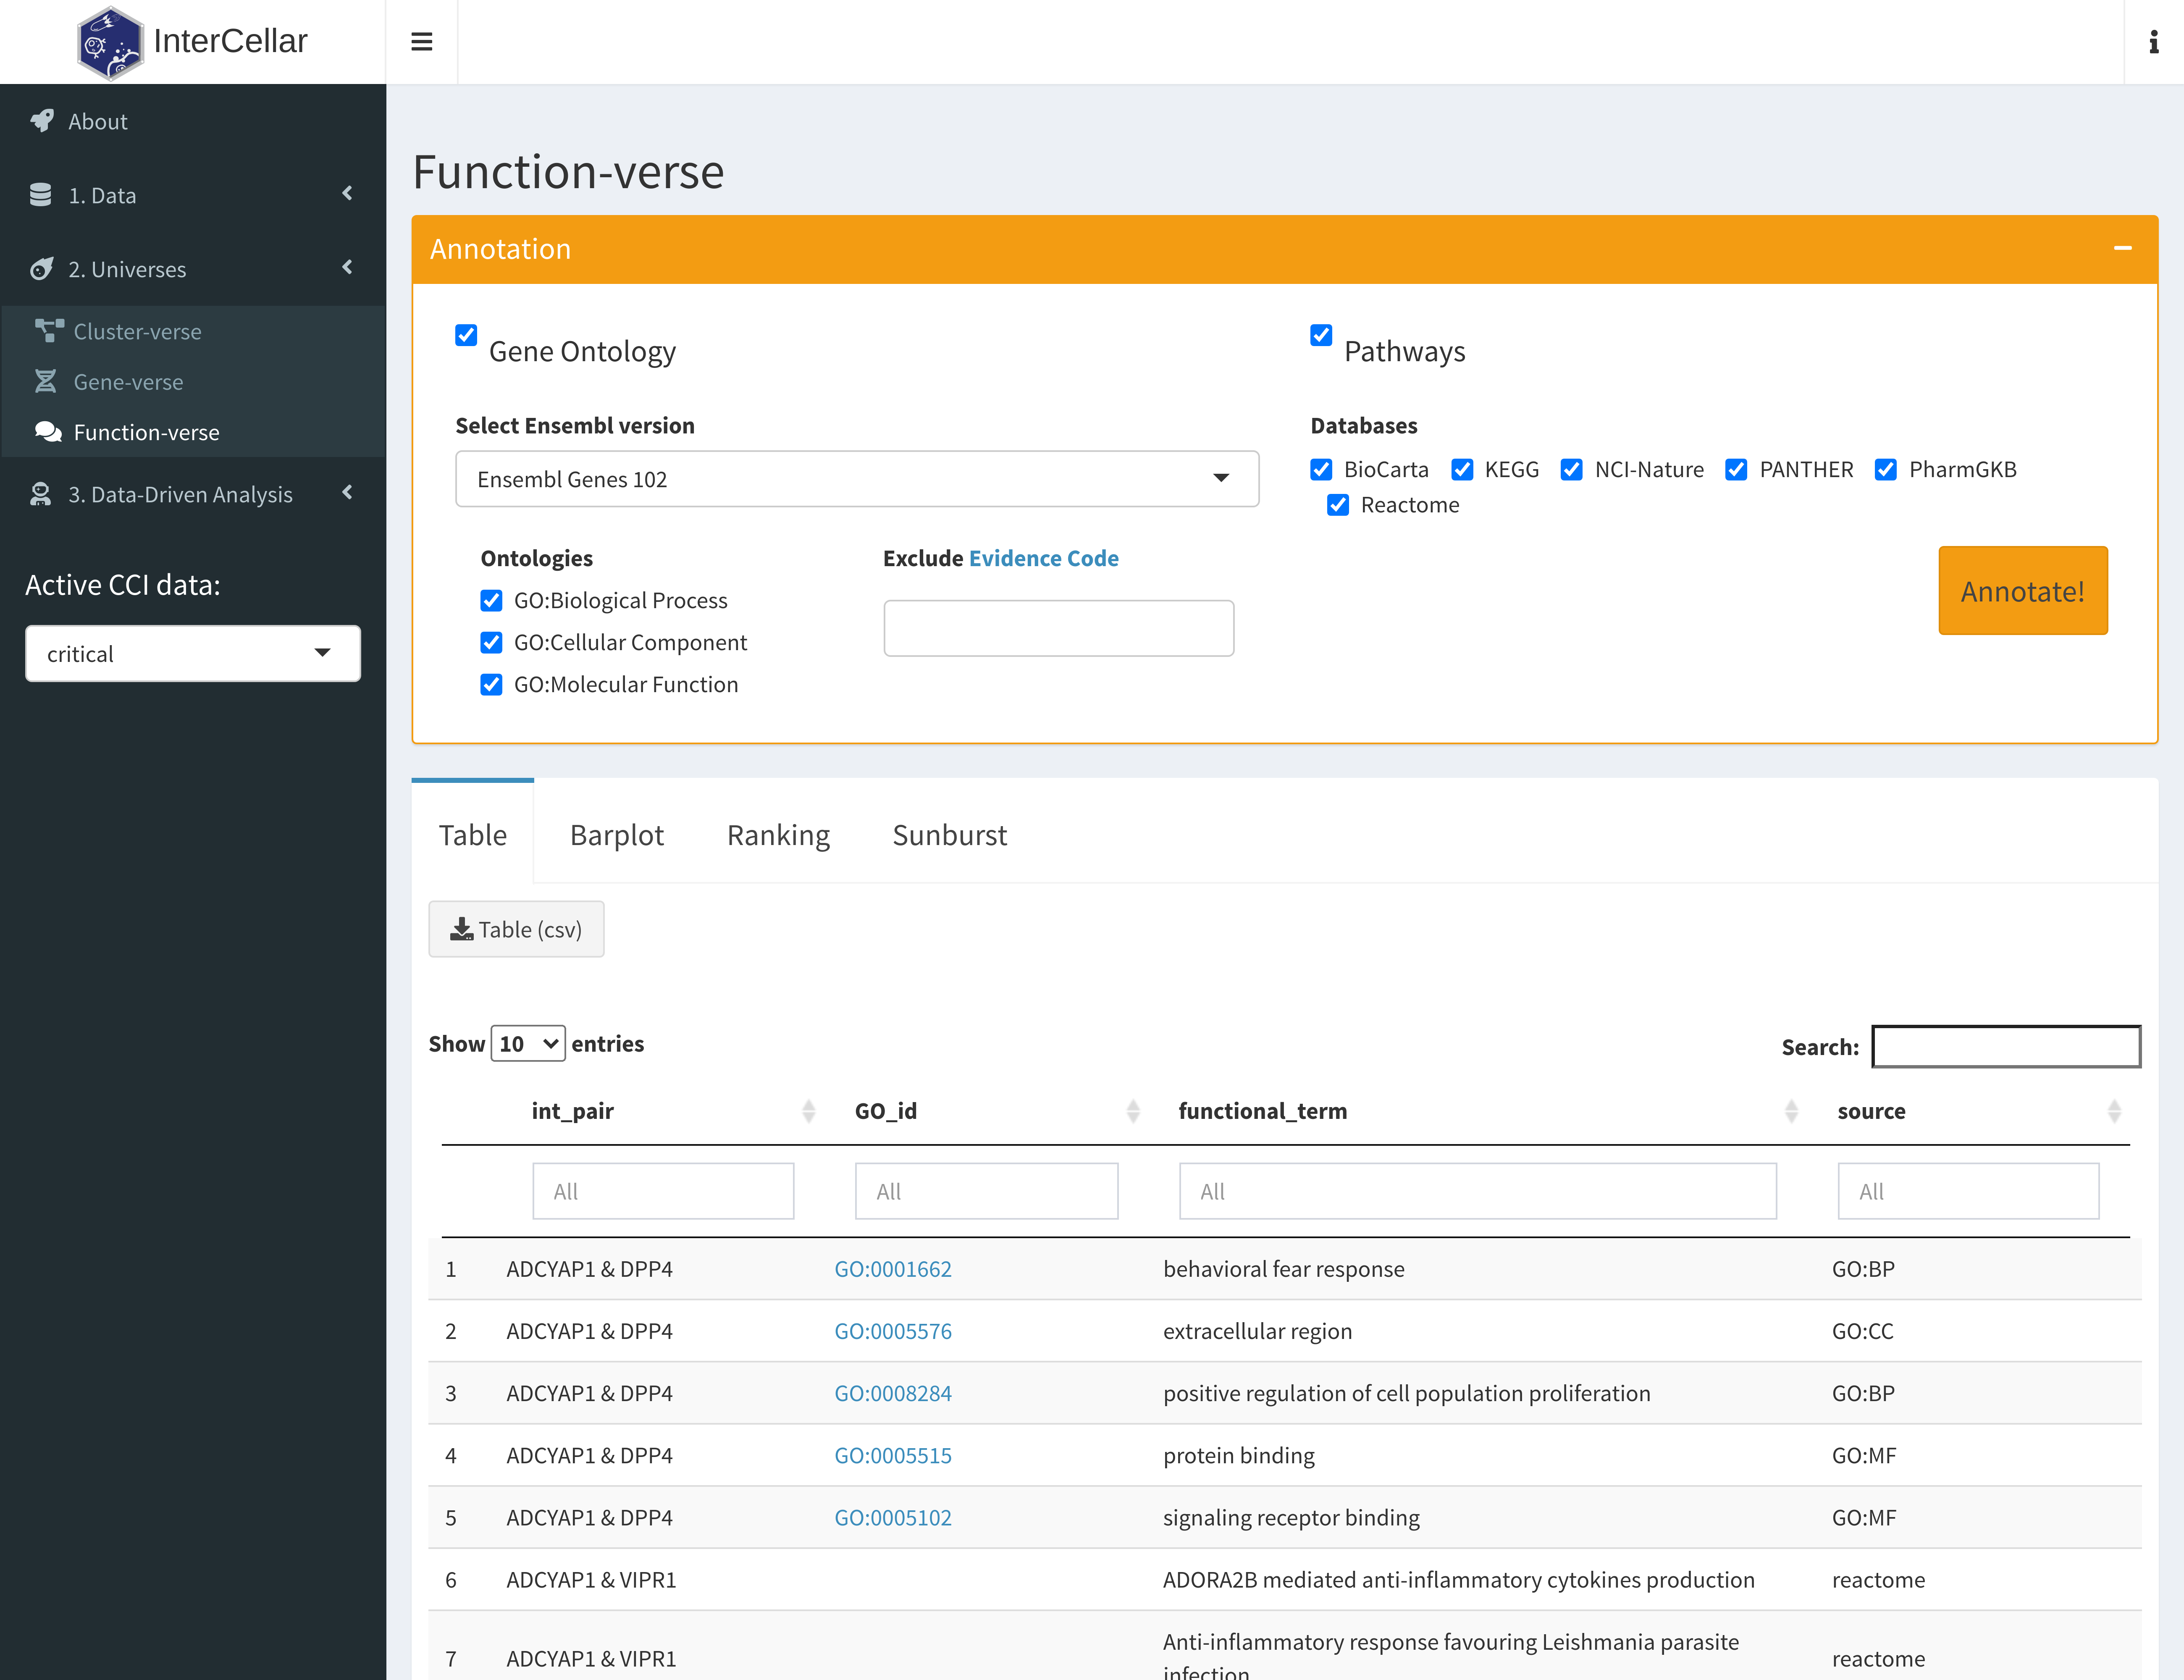 InterCellar
About
1. Data
2. Universes
Cluster-verse
Gene-verse
Function-verse
3. Data-Driven Analysis
Active CCI data:
critical
Function-verse
Annotation
Gene Ontology
Pathways
Select Ensembl version
Ensembl Genes 102
Databases
BioCarta KEGG NCI-Nature PANTHER PharmGKB
Reactome
Ontologies
GO:Biological Process
GO:Cellular Component
GO:Molecular Function
Exclude Evidence Code
Annotate!
Table Barplot Ranking Sunburst
Table (csv)
Show 10 entries
Search:
int_pair GO_id functional_term source
All All All All
1 ADCYAP1 & DPP4 GO:0001662 behavioral fear response GO:BP
2 ADCYAP1 & DPP4 GO:0005576 extracellular region GO:CC
3 ADCYAP1 & DPP4 GO:0008284 positive regulation of cell population proliferation GO:BP
4 ADCYAP1 & DPP4 GO:0005515 protein binding GO:MF
5 ADCYAP1 & DPP4 GO:0005102 signaling receptor binding GO:MF
6 ADCYAP1 & VIPR1 ADORA2B mediated anti-inflammatory cytokines production reactome
7 ADCYAP1 & VIPR1 Anti-inflammatory response favouring Leishmania parasite reactome
infection